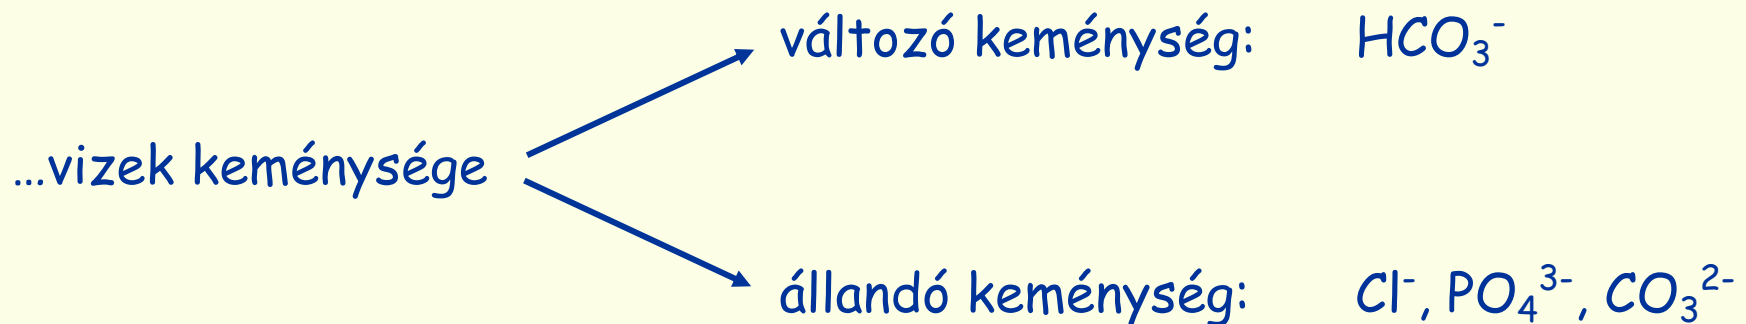 változó keménység: HCO₃⁻
...vizek keménysége
állandó keménység: Cl⁻, PO₄³⁻, CO₃²⁻